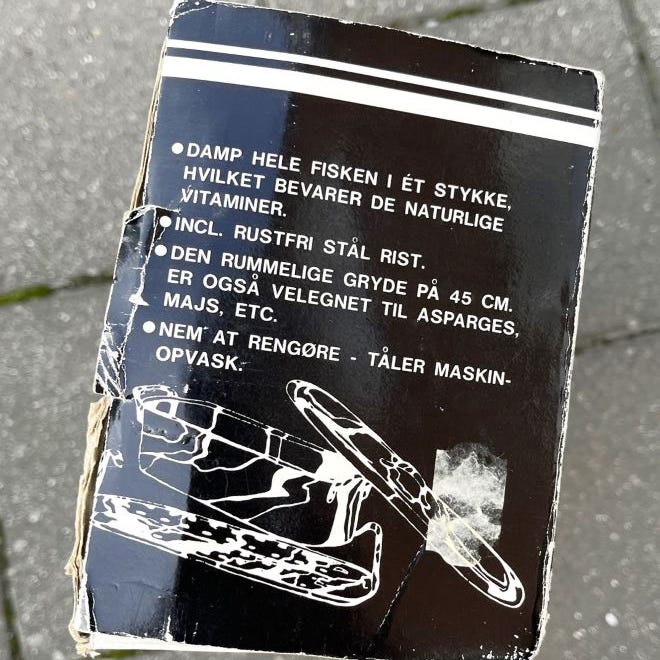 ● DAMP HELE FISKEN I ÉT STYKKE,
HVILKET BEVARER DE NATURLIGE
VITAMINER.
● INCL. RUSTFRI STÅL RIST.
● DEN RUMMELIGE GRYDE PÅ 45 CM.
ER OGSÅ VELEGNET TIL ASPARGES,
MAJS, ETC.
● NEM AT RENGØRE - TÅLER MASKIN-
OPVASK.